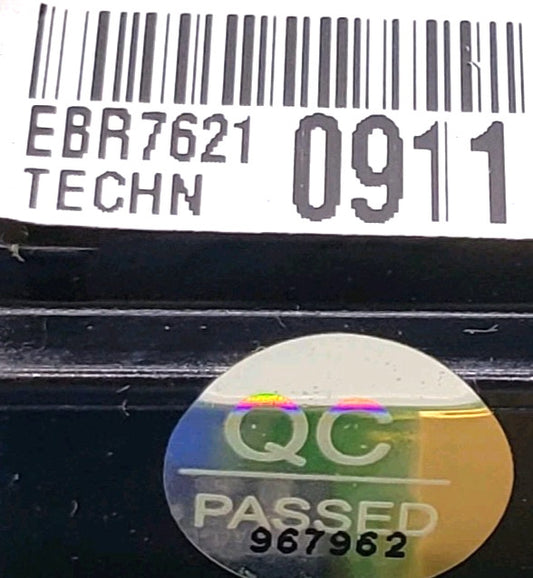 EBR7621 0911
TECHN
QC
PASSED
967962